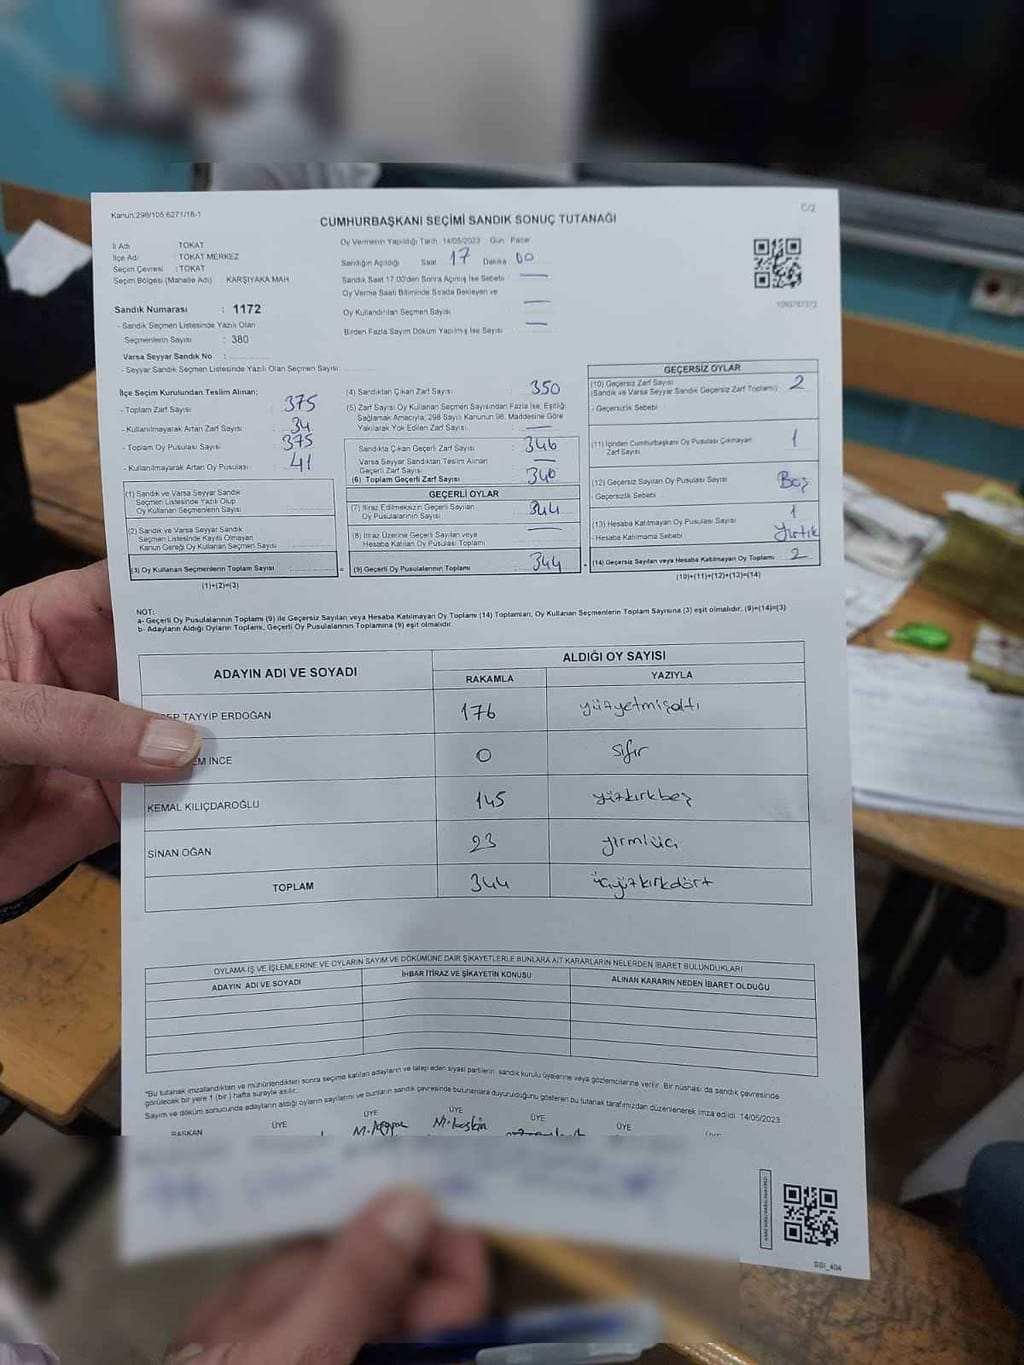 Kanun.298/105;6271/18-1
C/2
CUMHURBAŞKANI SEÇİMİ SANDIK SONUÇ TUTANAĞI
İl Adı : TOKAT
İlçe Adı : TOKAT MERKEZ
Seçim Çevresi : TOKAT
Seçim Bölgesi (Mahalle Adı) KARŞIYAKA MAH
Sandık Numarası : 1172
- Sandık Seçmen Listesinde Yazılı Olan
Seçmenlerin Sayısı : 380
Varsa Seyyar Sandık No :
- Seyyar Sandık Seçmen Listesinde Yazılı Olan Seçmen Sayısı:
Oy Vermenin Yapıldığı Tarih :14/05/2023 Gün: Pazar
Sandığın Açıldığı Saat 17 Dakika 00
Sandık Saat 17:00'den Sonra Açılmış İse Sebebi
Oy Verme Saati Bitiminde Sırada Bekleyen ve
Oy Kullandırılan Seçmen Sayısı
Birden Fazla Sayım Döküm Yapılmış İse Sayısı
İlçe Seçim Kurulundan Teslim Alınan:
- Toplam Zarf Sayısı : 375
- Kullanılmayarak Artan Zarf Sayısı : 34
- Toplam Oy Pusulası Sayısı : 375
- Kullanılmayarak Artan Oy Pusulası : 41
(1) Sandık ve Varsa Seyyar Sandık
Seçmen Listesinde Yazılı Olup
Oy Kullanan Seçmenlerin Sayısı
(2) Sandık ve Varsa Seyyar Sandık
Seçmen Listesinde Kayıtlı Olmayan
Kanun Gereği Oy Kullanan Seçmen Sayısı
(3) Oy Kullanan Seçmenlerin Toplam Sayısı
(1)+(2)=(3)
(4) Sandıktan Çıkan Zarf Sayısı : 350
(5) Zarf Sayısı Oy Kullanan Seçmen Sayısından Fazla İse, Eşitliği
Sağlamak Amacıyla, 298 Sayılı Kanunun 98. Maddesine Göre
Yakılarak Yok Edilen Zarf Sayısı
Sandıkta Çıkan Geçerli Zarf Sayısı : 346
Varsa Seyyar Sandıktan Teslim Alınan
Geçerli Zarf Sayısı
(6) Toplam Geçerli Zarf Sayısı
GEÇERLİ OYLAR
(7) İtiraz Edilmeksizin Geçerli Sayılan
Oy Pusulalarının Sayısı : 344
(8) İtiraz Üzerine Geçerli Sayılan veya
Hesaba Katılan Oy Pusulası Toplamı
(9) Geçerli Oy Pusulalarının Toplamı : 344
GEÇERSİZ OYLAR
(10) Geçersiz Zarf Sayısı
(Sandık ve Varsa Seyyar Sandık Geçersiz Zarf Toplamı) : 2
- Geçersizlik Sebebi
(11) İçinden Cumhurbaşkanı Oy Pusulası Çıkmayan
Zarf Sayısı 1
(12) Geçersiz Sayılan Oy Pusulası Sayısı Boş
- Geçersizlik Sebebi
(13) Hesaba Katılmayan Oy Pusulası Sayısı : 1
- Hesaba Katılmama Sebebi : Yırtık
(14) Geçersiz Sayılan veya Hesaba Katılmayan Oy Toplamı 2
(10)+(11)+(12)+(13)=(14)
NOT:
a- Geçerli Oy Pusulalarının Toplamı (9) ile Geçersiz Sayılan veya Hesaba Katılmayan Oy Toplamı (14) Toplamları, Oy Kullanan Seçmenlerin Toplam Sayısına (3) eşit olmalıdır. (9)+(14)=(3)
b- Adayların Aldığı Oyların Toplamı, Geçerli Oy Pusulalarının Toplamına (9) eşit olmalıdır.
ADAYIN ADI VE SOYADI ALDIĞI OY SAYISI
RAKAMLA YAZIYLA
TAYYİP ERDOĞAN 176 yüzyetmişaltı
İNCE 0 sıfır
KEMAL KILIÇDAROĞLU 145 yüzkırkbeş
SİNAN OĞAN 23 yirmiüç
TOPLAM 344 üçyüzkırkdört
OYLAMA İŞ VE İŞLEMLERİNE VE OYLARIN SAYIM VE DÖKÜMÜNE DAİR ŞİKAYETLERLE BUNLARA AİT KARARLARIN NELERDEN İBARET BULUNDUKLARI
ADAYIN ADI VE SOYADI İHBAR İTİRAZ VE ŞİKAYETİN KONUSU ALINAN KARARIN NEDEN İBARET OLDUĞU
"Bu tutanak imzalandıktan ve mühürlendikten sonra seçime katılan adayların ve talep eden siyasi partilerin sandık kurulu üyelerine veya gözlemcilerine verilir. Bir nüshası da sandık çevresinde
görülecek bir yere 1 (bir) hafta süreyle asılır.
Sayım ve döküm sonucunda adayların aldığı oyların sayılarını ve bunların sandık çevresinde bulunanlara duyurulduğunu gösteren bu tutanak tarafımızdan düzenlenerek imza edildi. 14/05/2023
BAŞKAN ÜYE ÜYE ÜYE ÜYE ÜYE
M.Keskin